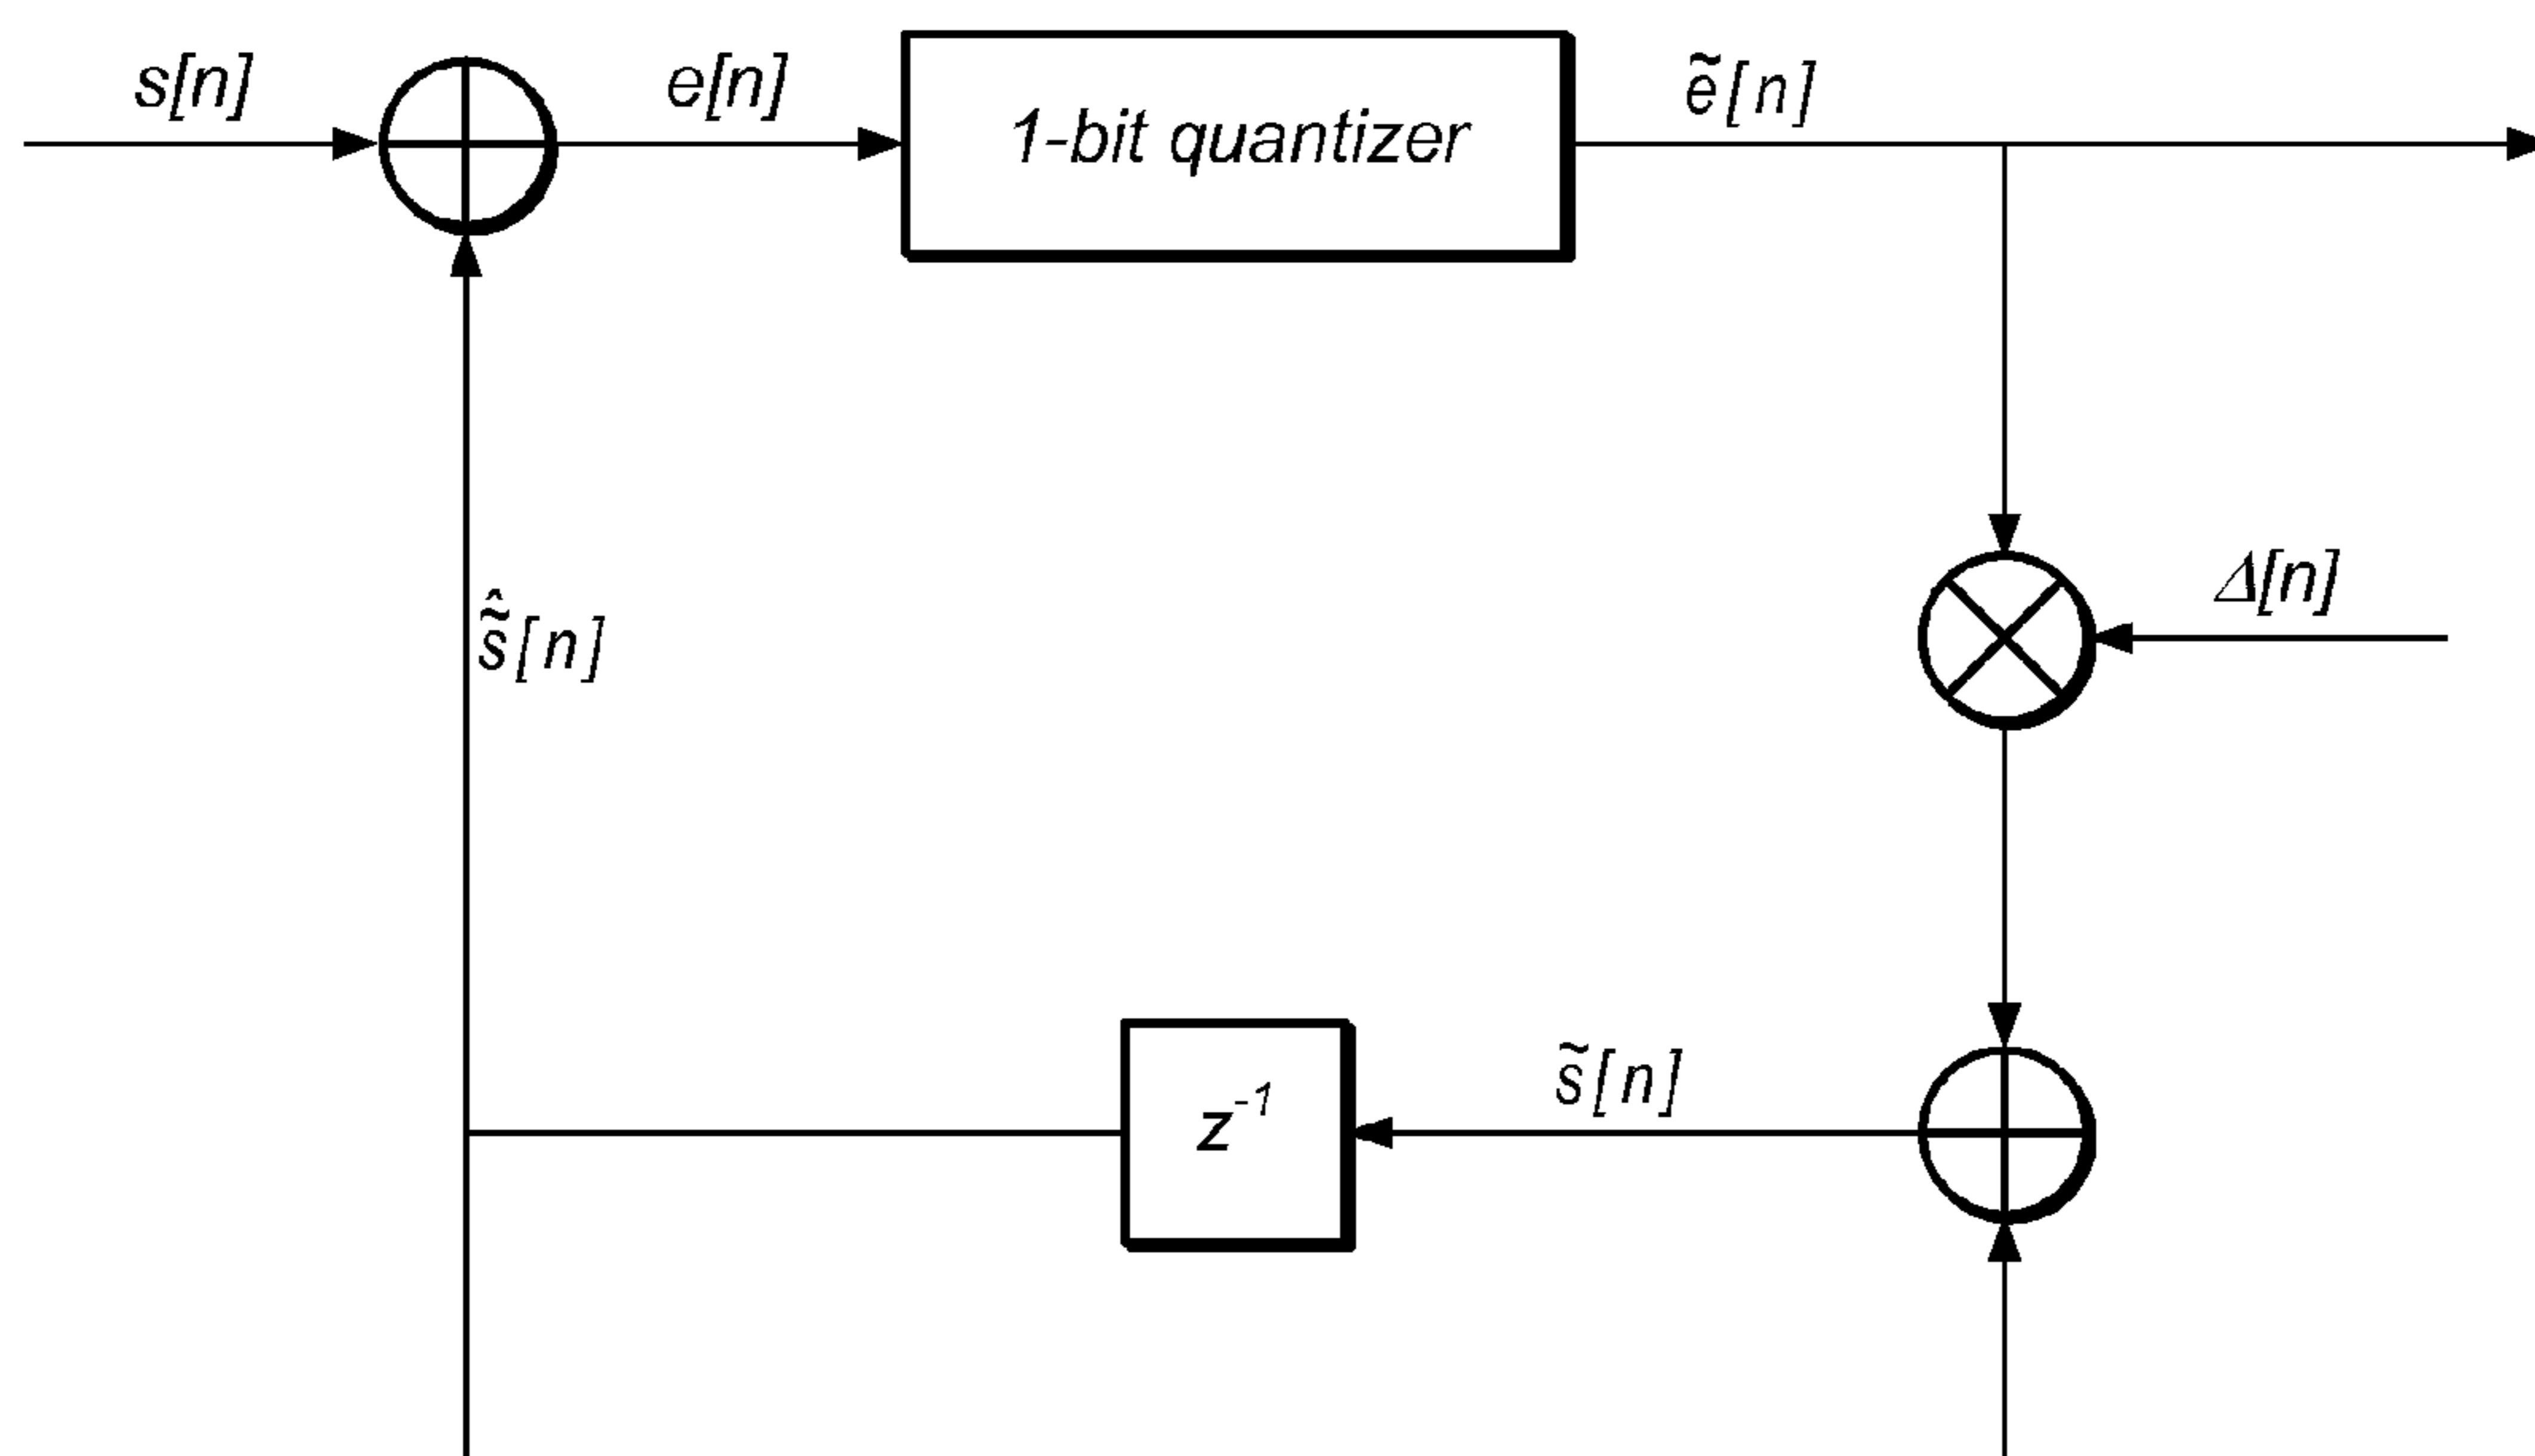 s[n]
e[n]
1-bit quantizer
ẽ[n]
Δ[n]
s̃̂[n]
s̃[n]
z⁻¹